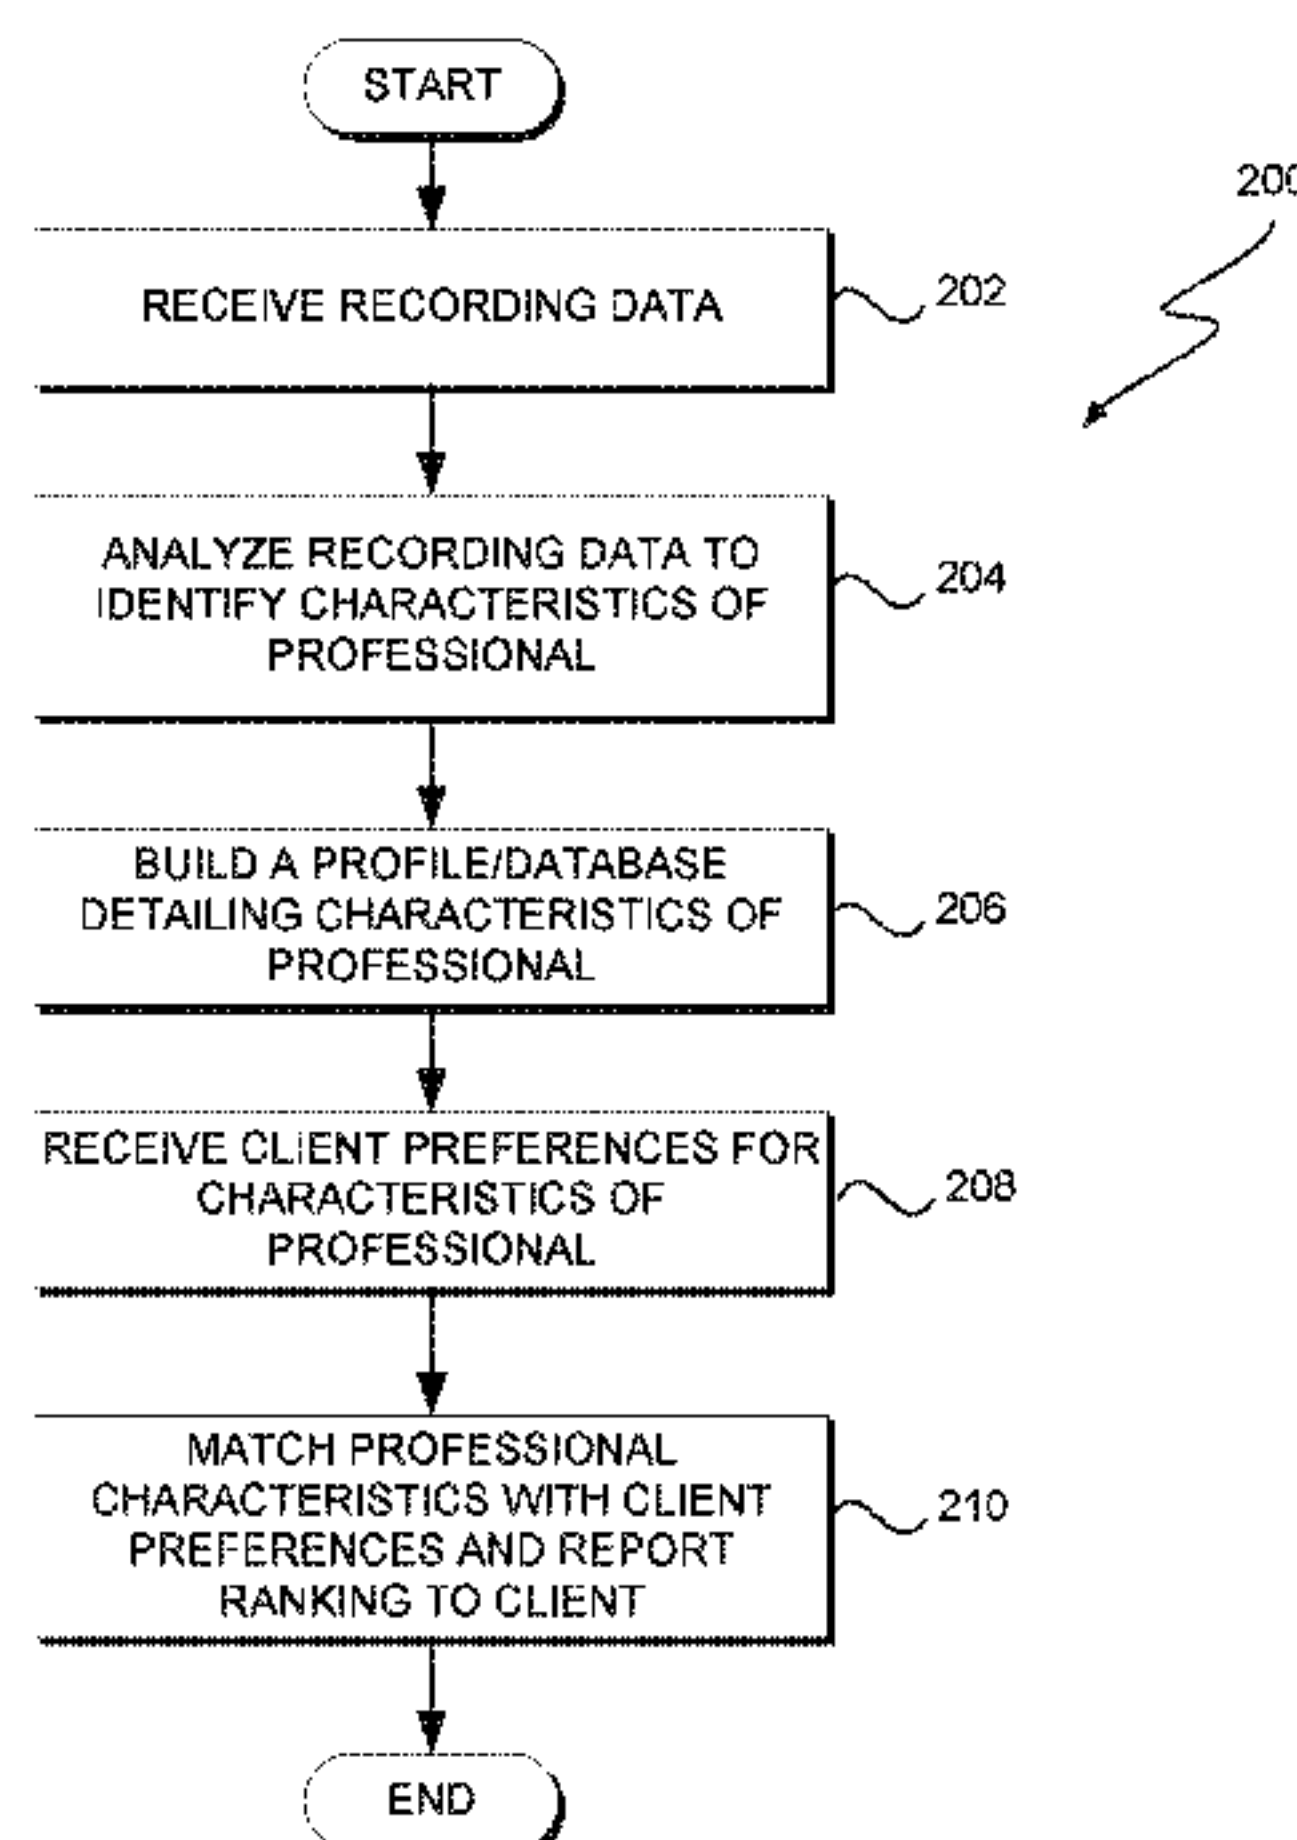 START
200
RECEIVE RECORDING DATA
202
ANALYZE RECORDING DATA TO
IDENTIFY CHARACTERISTICS OF
PROFESSIONAL
204
BUILD A PROFILE/DATABASE
DETAILING CHARACTERISTICS OF
PROFESSIONAL
206
RECEIVE CLIENT PREFERENCES FOR
CHARACTERISTICS OF
PROFESSIONAL
208
MATCH PROFESSIONAL
CHARACTERISTICS WITH CLIENT
PREFERENCES AND REPORT
RANKING TO CLIENT
210
END